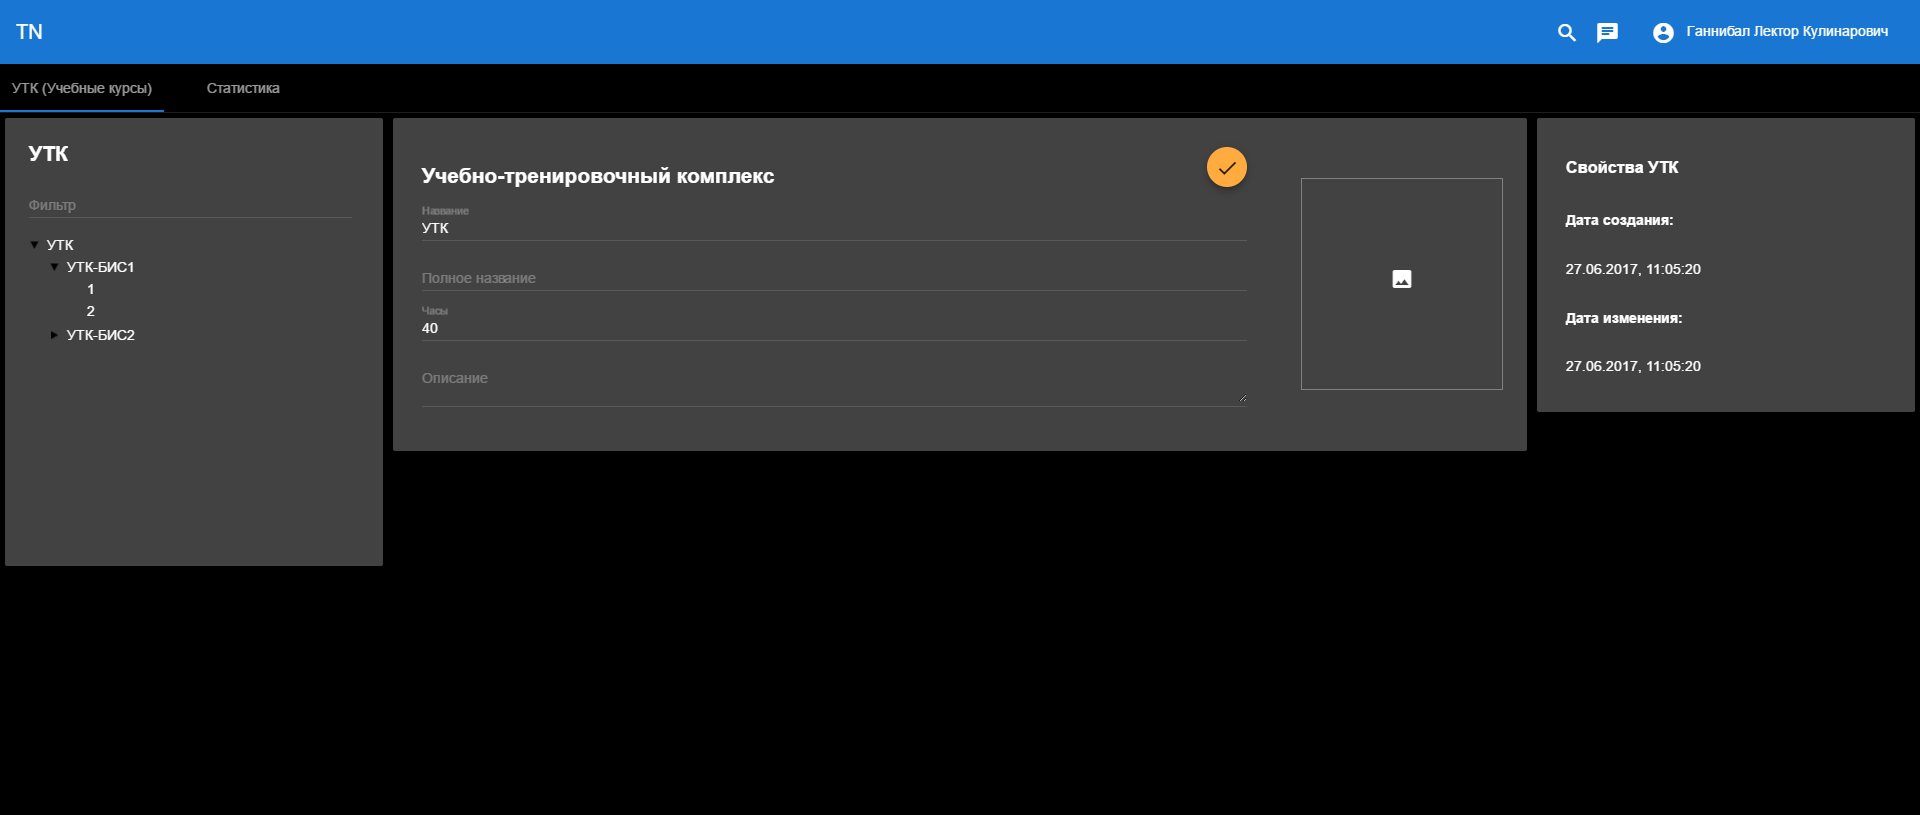 TN
Ганнибал Лектор Кулинарович
УТК (Учебные курсы)
Статистика
УТК
Фильтр
УТК
УТК-БИС1
1
2
УТК-БИС2
Учебно-тренировочный комплекс
Название
УТК
Полное название
Часы
40
Описание
Свойства УТК
Дата создания:
27.06.2017, 11:05:20
Дата изменения:
27.06.2017, 11:05:20